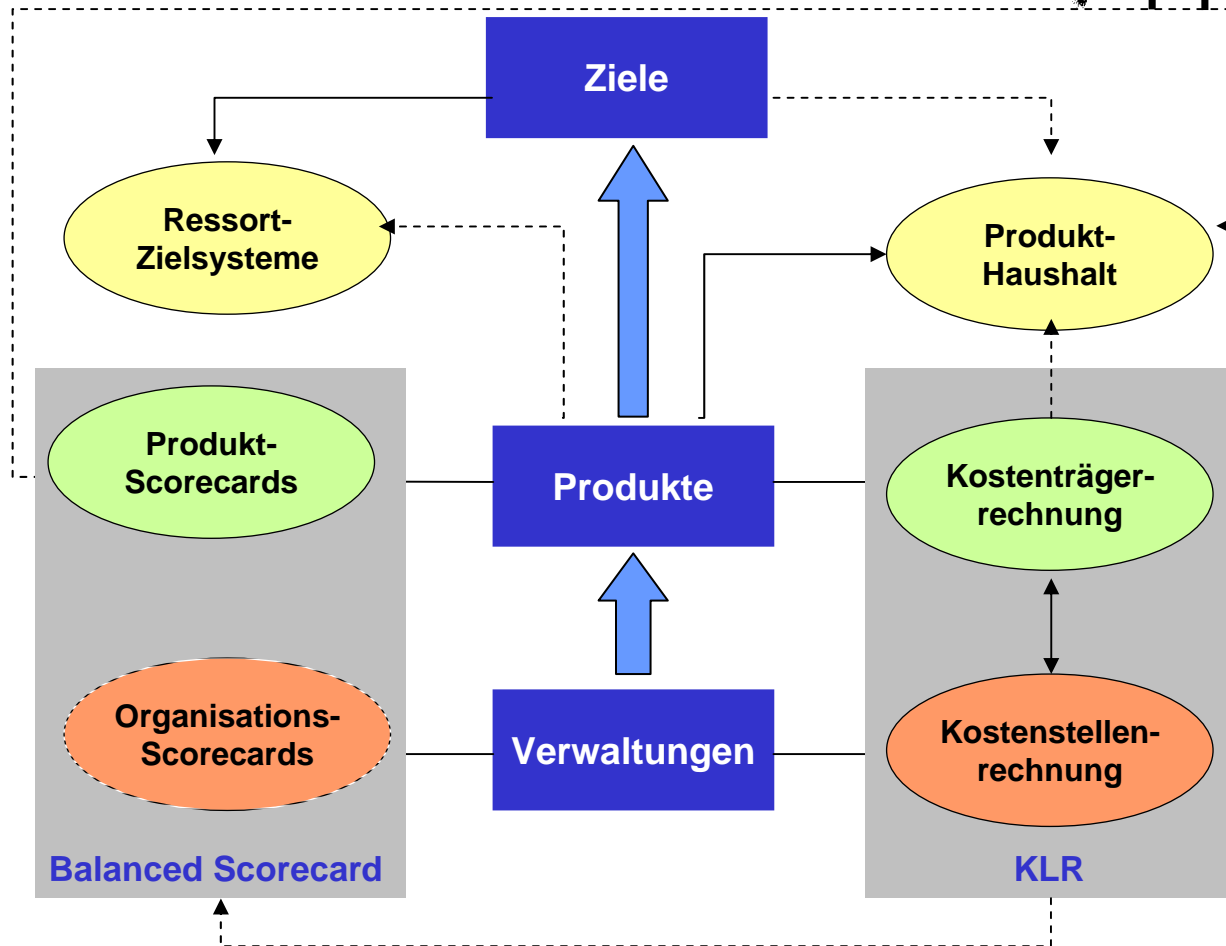 Ziele
Ressort-
Zielsysteme
Produkt-
Haushalt
Produkt-
Scorecards
Produkte
Kostenträger-
rechnung
Organisations-
Scorecards
Verwaltungen
Kostenstellen-
rechnung
Balanced Scorecard
KLR